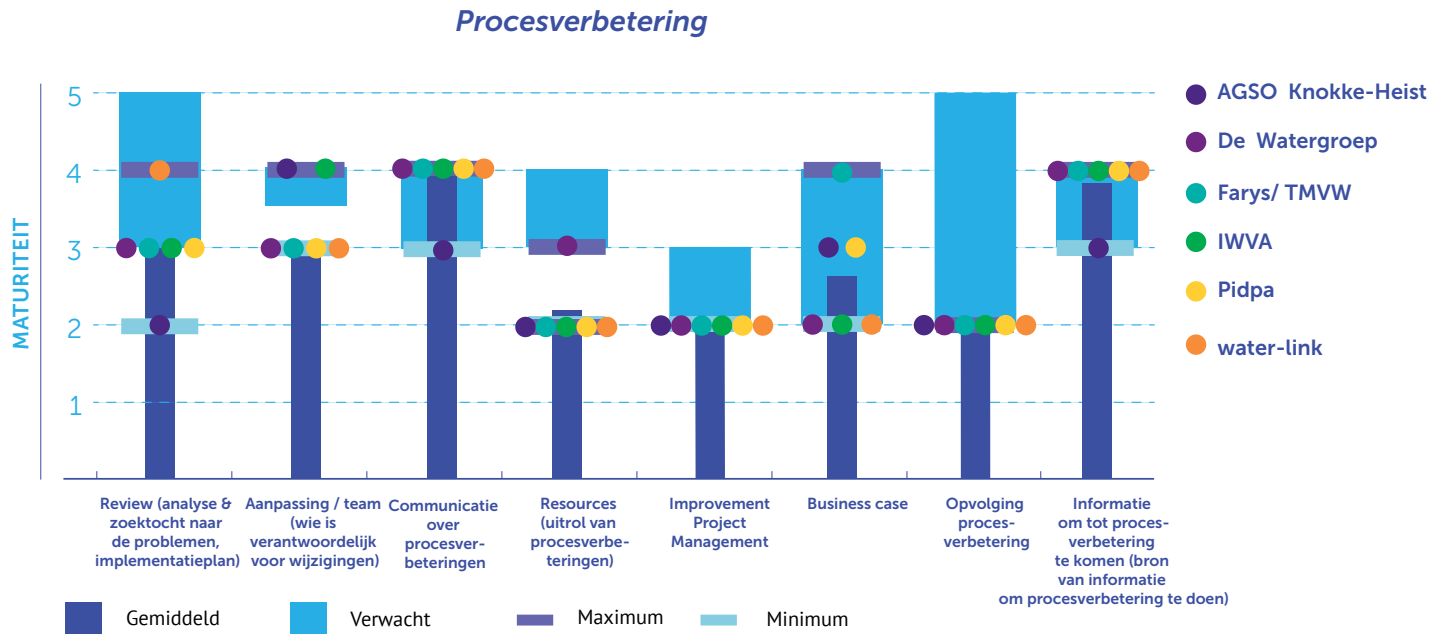 Procesverbetering
MATURITEIT
5
4
3
2
1
AGSO Knokke-Heist
De Watergroep
Farys/ TMVW
IWVA
Pidpa
water-link
Review (analyse &
zoektocht naar
de problemen,
implementatieplan)
Aanpassing / team
(wie is
verantwoordelijk
voor wijzigingen)
Communicatie
over
procesver-
beteringen
Resources
(uitrol van
procesverbe-
teringen)
Improvement
Project
Management
Business case
Opvolging
proces-
verbetering
Informatie
om tot proces-
verbetering
te komen (bron
van informatie
om procesverbetering te doen)
Gemiddeld
Verwacht
Maximum
Minimum